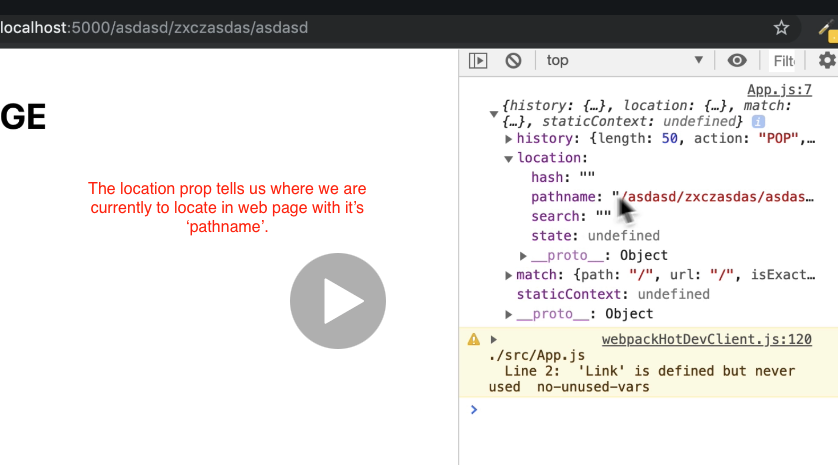 localhost:5000/asdasd/zxczasdas/asdasd
top
Filt
GE
The location prop tells us where we are
currently to locate in web page with it's
'pathname'.
App.js:7
{history: {…}, location: {…}, match:
{…}, staticContext: undefined} i
history: {length: 50, action: "POP",…
location:
hash: ""
pathname: "/asdasd/zxczasdas/asdas…
search: ""
state: undefined
__proto__: Object
match: {path: "/", url: "/", isExact…
staticContext: undefined
__proto__: Object
webpackHotDevClient.js:120
./src/App.js
Line 2:  'Link' is defined but never
used  no-unused-vars